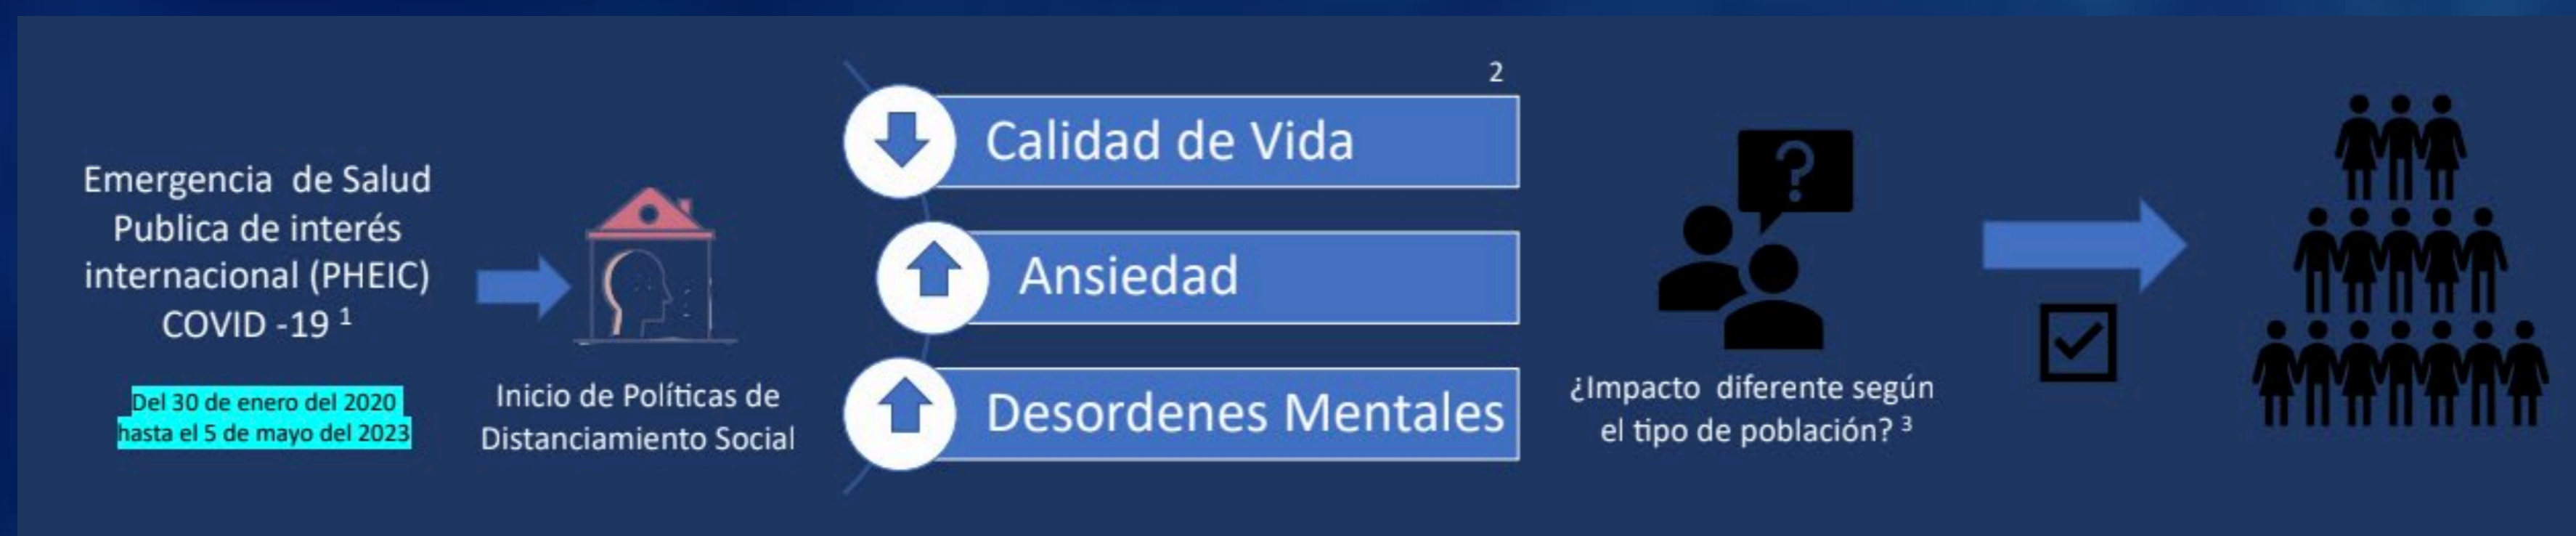 Emergencia de Salud
Publica de interés
internacional (PHEIC)
COVID -19 1
Del 30 de enero del 2020
hasta el 5 de mayo del 2023
Inicio de Políticas de
Distanciamiento Social
2
Calidad de Vida
Ansiedad
Desordenes Mentales
?
¿Impacto diferente según
el tipo de población? 3